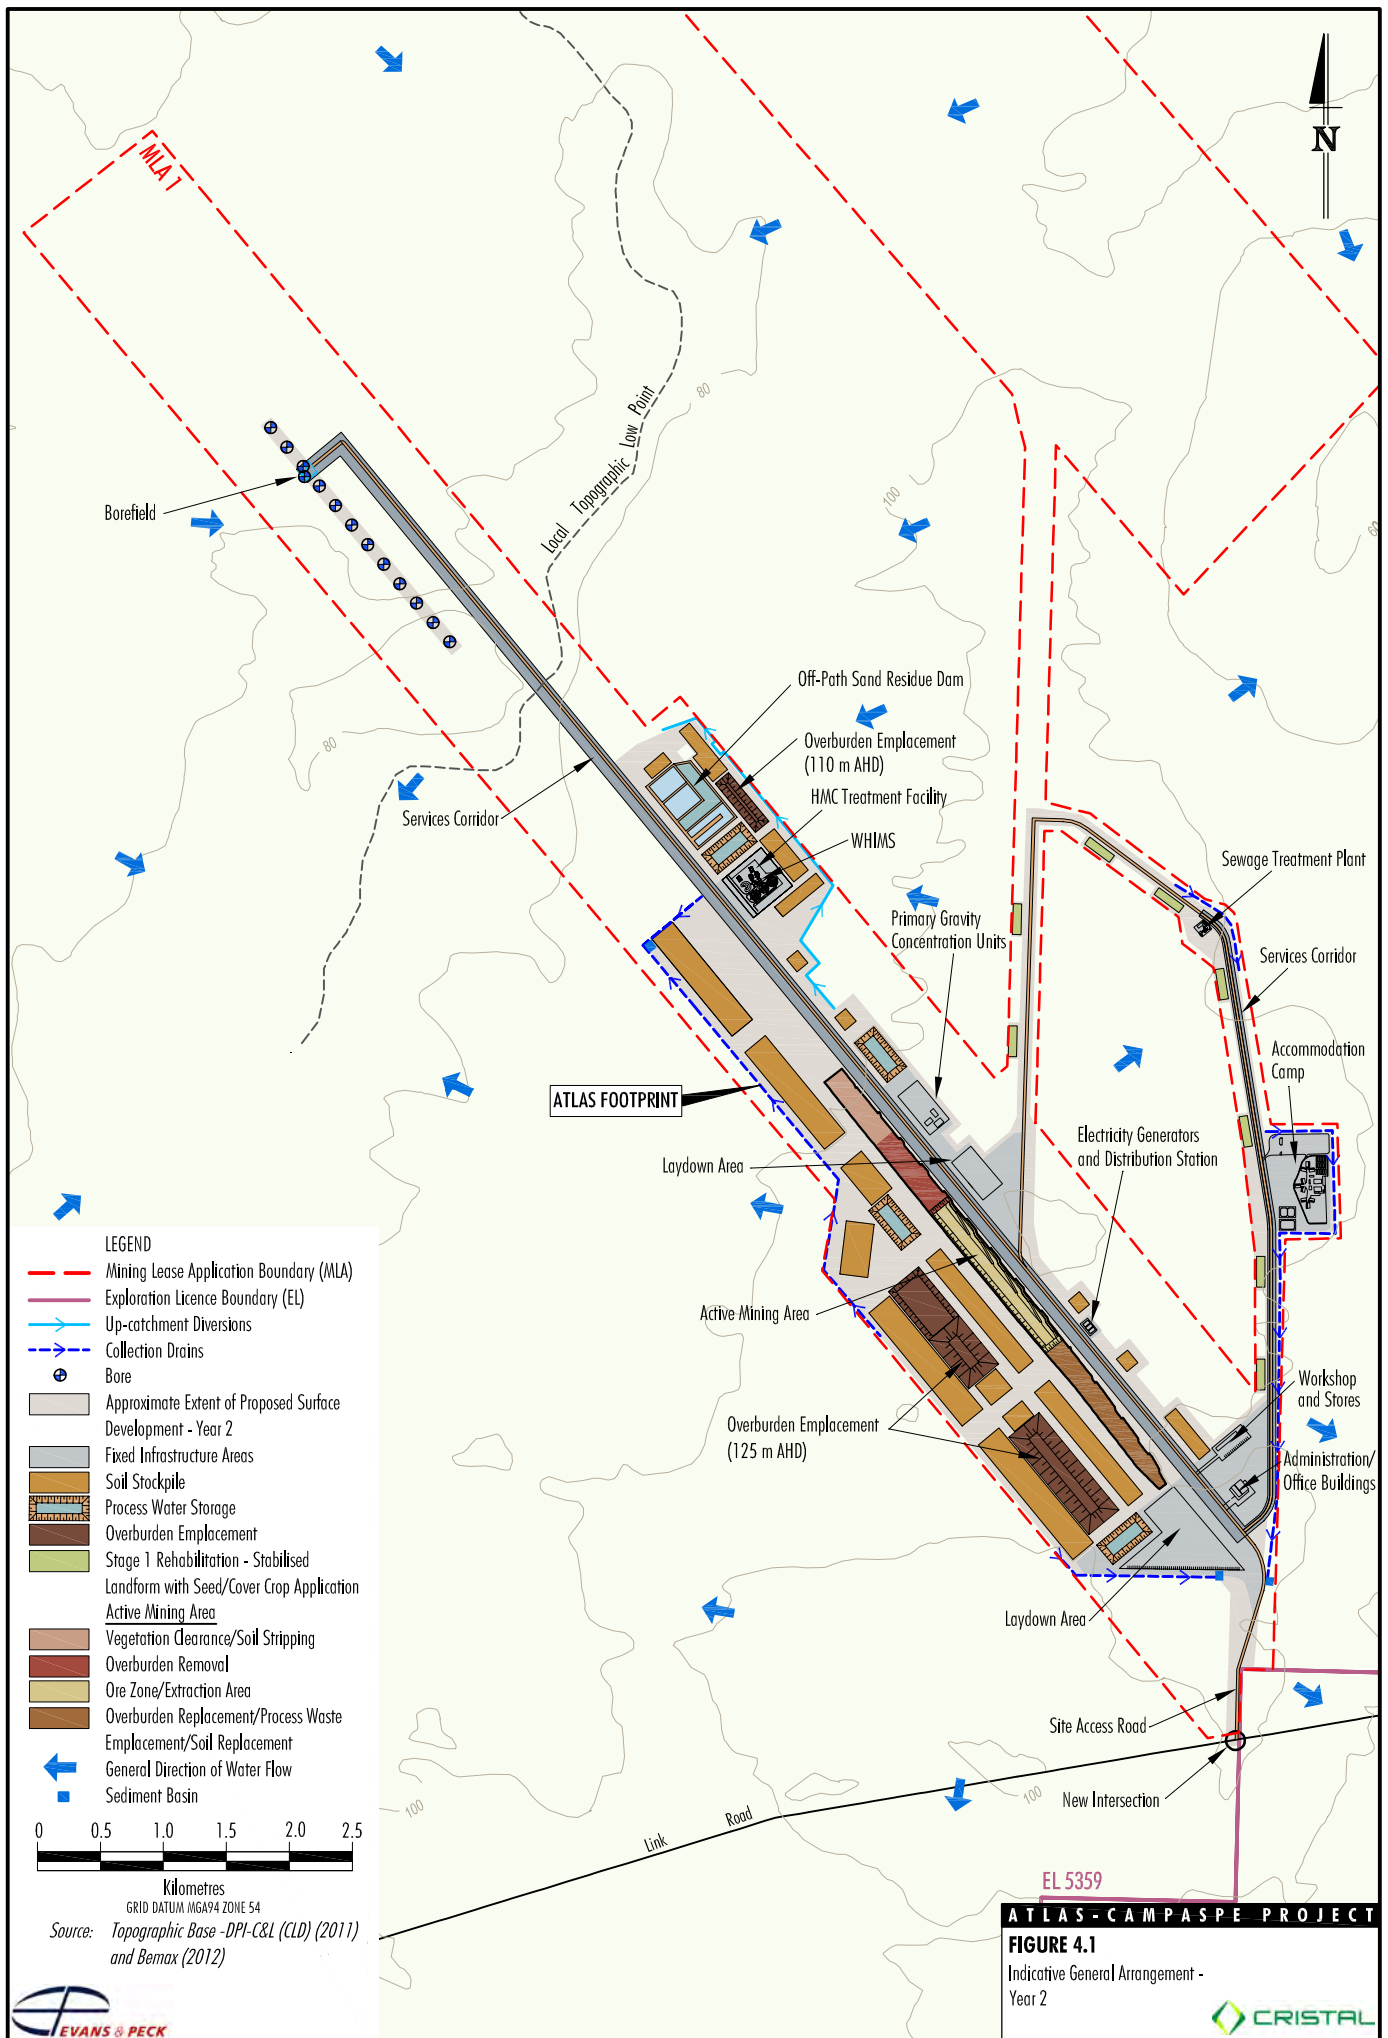 N
MLA 1
80
Local Topographic Low Point
100
60
Borefield
80
Off-Path Sand Residue Dam
Overburden Emplacement
(110 m AHD)
HMC Treatment Facility
WHIMS
Services Corridor
Sewage Treatment Plant
Primary Gravity
Concentration Units
Services Corridor
Accommodation
Camp
ATLAS FOOTPRINT
Electricity Generators
and Distribution Station
Laydown Area
Active Mining Area
Workshop
and Stores
Overburden Emplacement
(125 m AHD)
Administration/
Office Buildings
Laydown Area
Site Access Road
New Intersection
100
100
Link Road
EL 5359
LEGEND
Mining Lease Application Boundary (MLA)
Exploration Licence Boundary (EL)
Up-catchment Diversions
Collection Drains
Bore
Approximate Extent of Proposed Surface
Development - Year 2
Fixed Infrastructure Areas
Soil Stockpile
Process Water Storage
Overburden Emplacement
Stage 1 Rehabilitation - Stabilised
Landform with Seed/Cover Crop Application
Active Mining Area
Vegetation Clearance/Soil Stripping
Overburden Removal
Ore Zone/Extraction Area
Overburden Replacement/Process Waste
Emplacement/Soil Replacement
General Direction of Water Flow
Sediment Basin
0 0.5 1.0 1.5 2.0 2.5
Kilometres
GRID DATUM MGA94 ZONE 54
Source: Topographic Base -DPI-C&L (CLD) (2011)
and Bemax (2012)
EVANS & PECK
ATLAS-CAMPASPE PROJECT
FIGURE 4.1
Indicative General Arrangement -
Year 2
CRISTAL